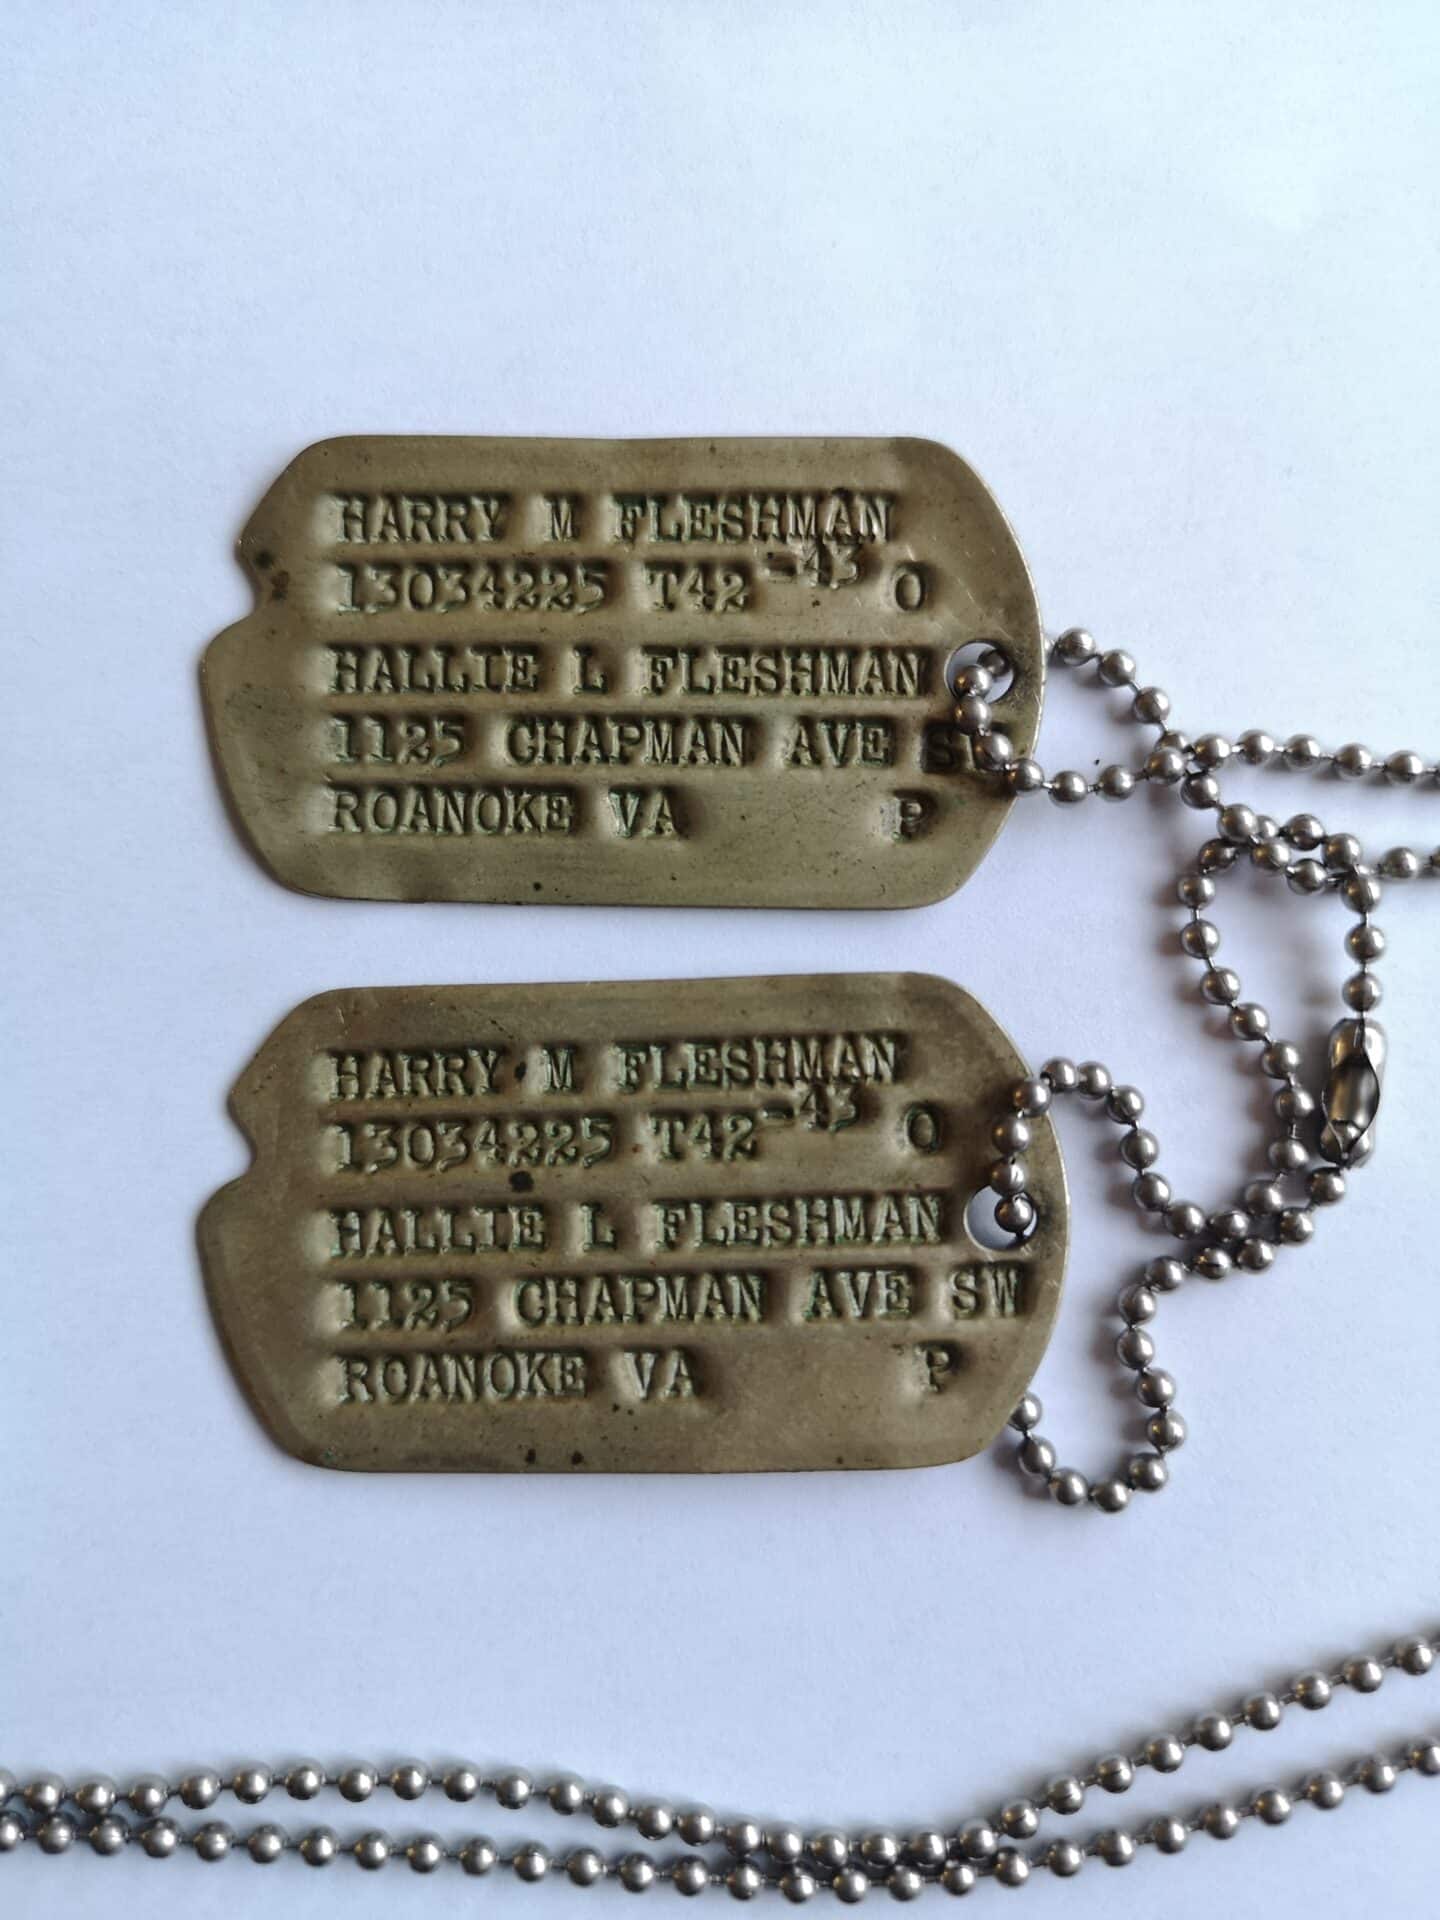 HARRY M FLESHMAN
13034225 T42-43 O
HALLIE L FLESHMAN
1125 CHAPMAN AVE SW
ROANOKE VA P
HARRY M FLESHMAN
13034225 T42-43 O
HALLIE L FLESHMAN
1125 CHAPMAN AVE SW
ROANOKE VA P